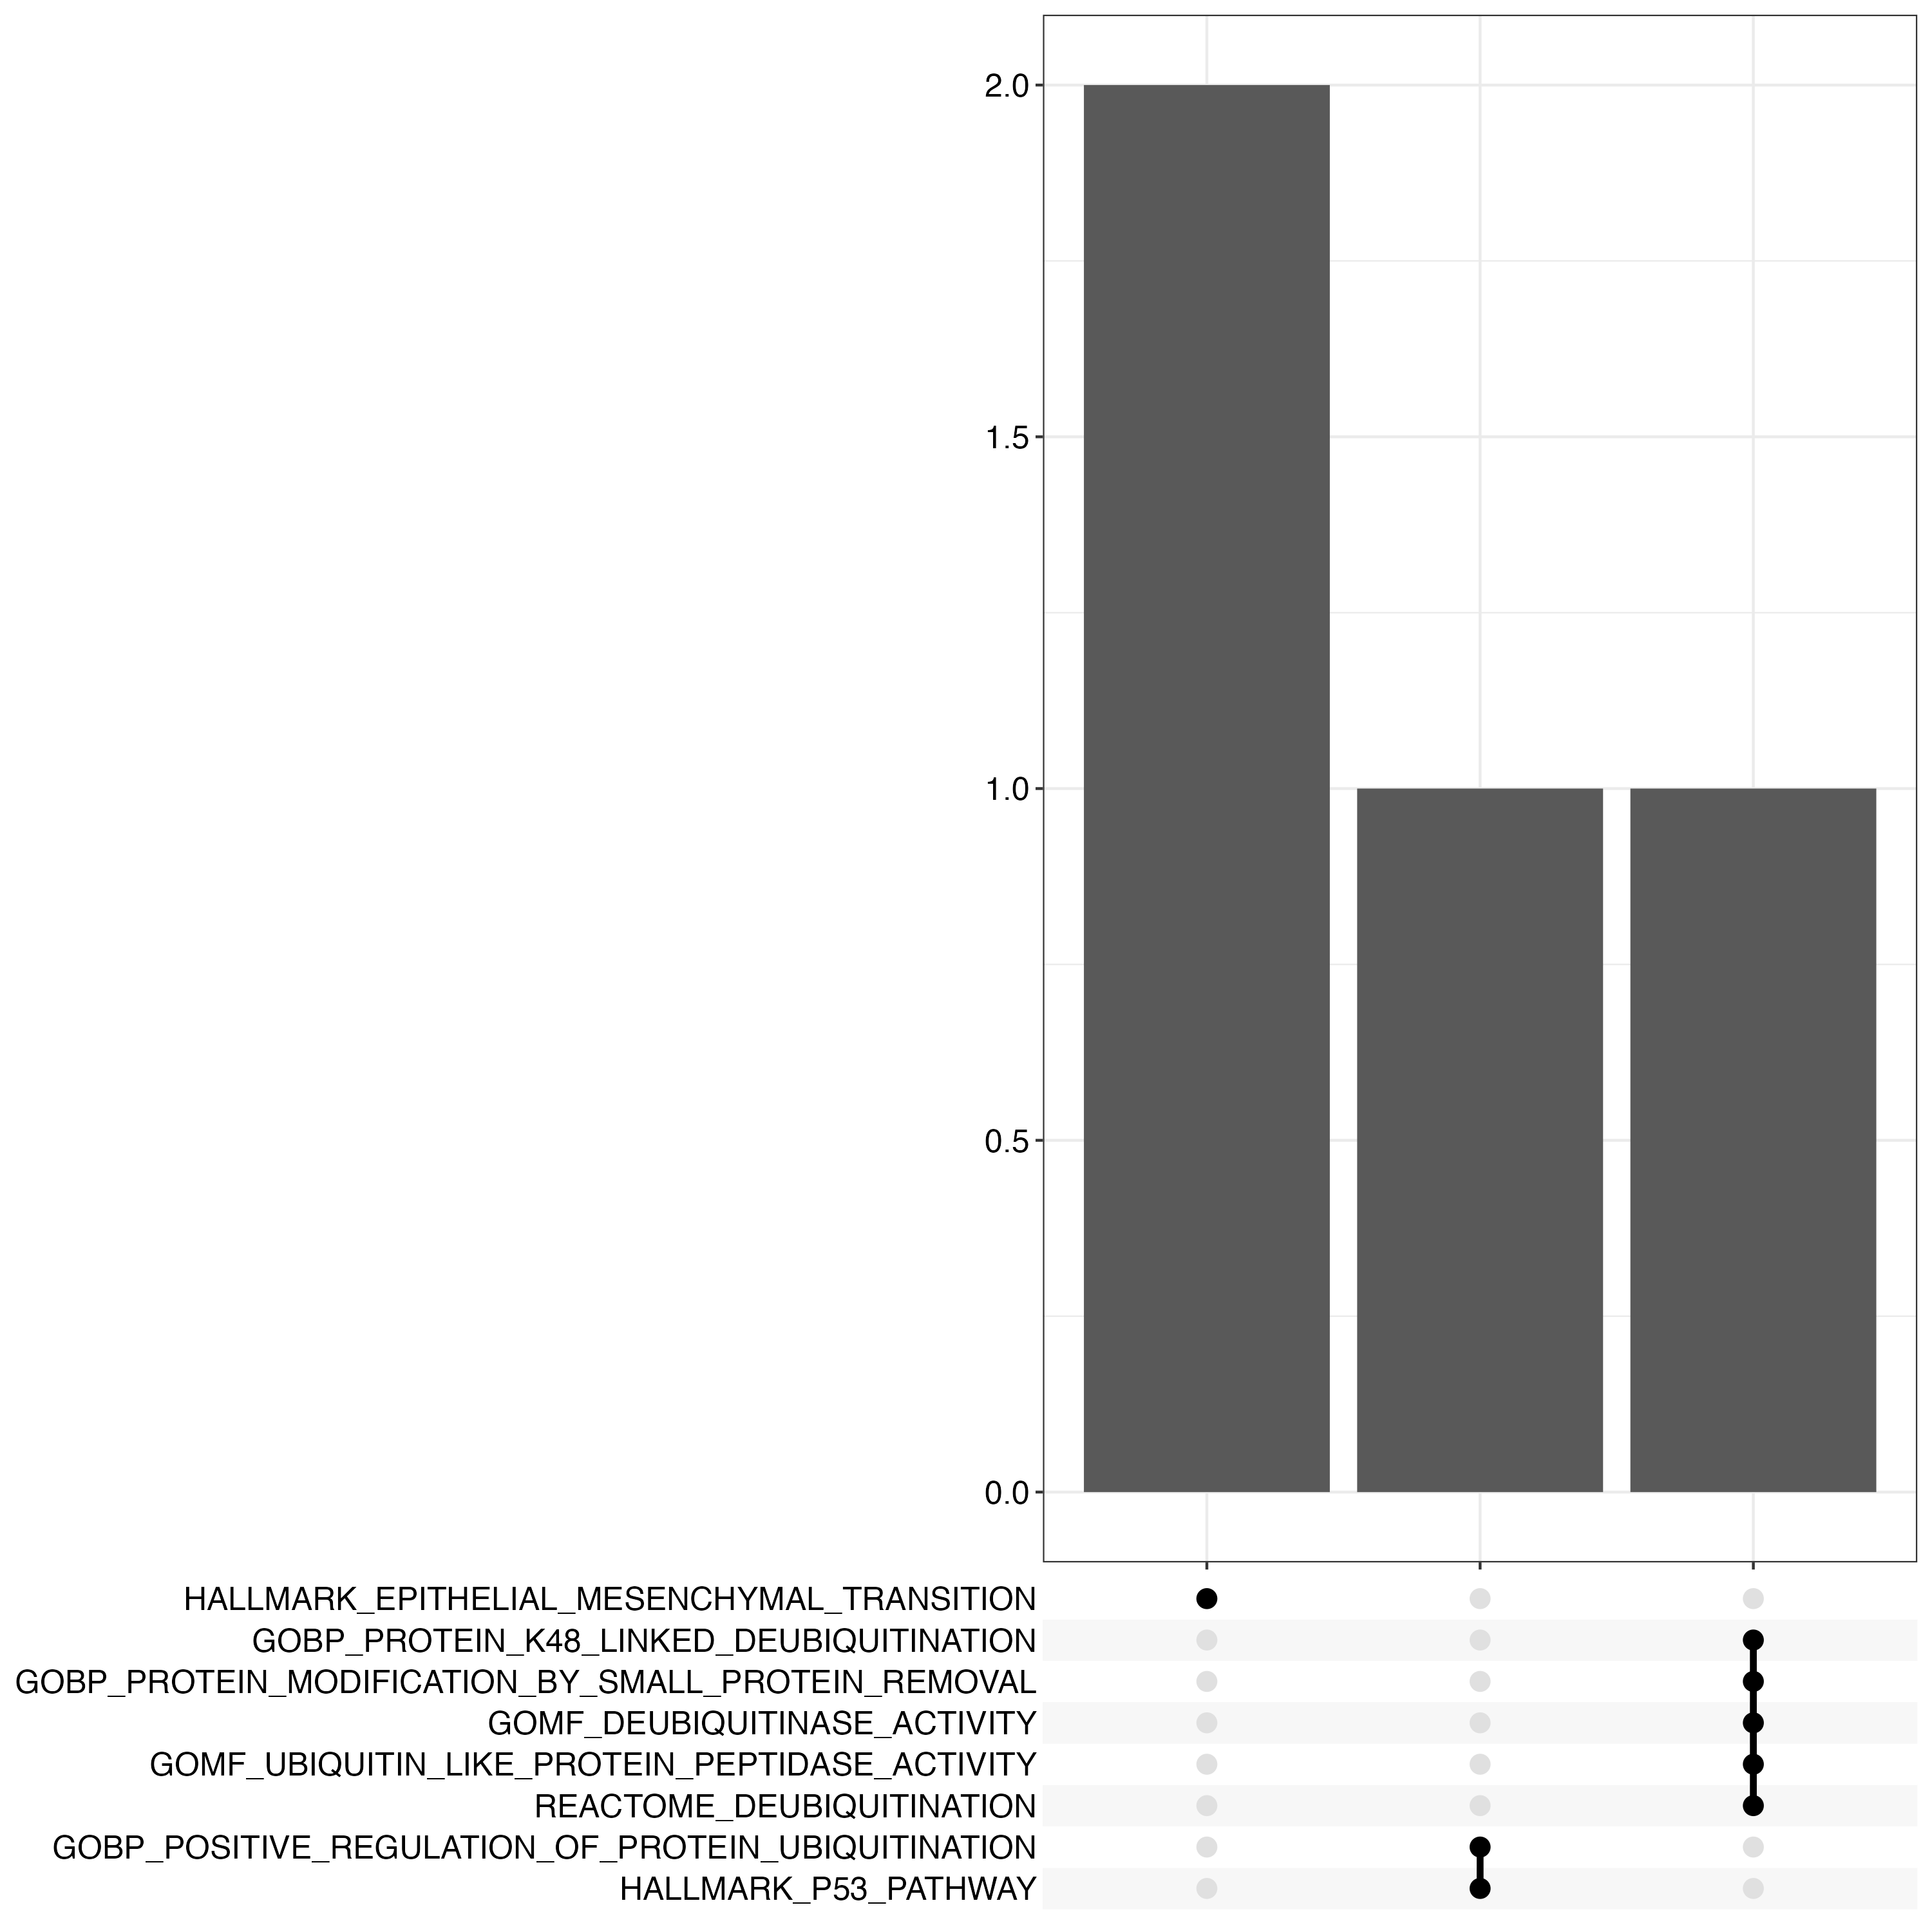 2.0
1.5
1.0
0.5
0.0
HALLMARK_EPITHELIAL_MESENCHYMAL_TRANSITION
GOBP_PROTEIN_K48_LINKED_DEUBIQUITINATION
GOBP_PROTEIN_MODIFICATION_BY_SMALL_PROTEIN_REMOVAL
GOMF_DEUBIQUITINASE_ACTIVITY
GOMF_UBIQUITIN_LIKE_PROTEIN_PEPTIDASE_ACTIVITY
REACTOME_DEUBIQUITINATION
GOBP_POSITIVE_REGULATION_OF_PROTEIN_UBIQUITINATION
HALLMARK_P53_PATHWAY